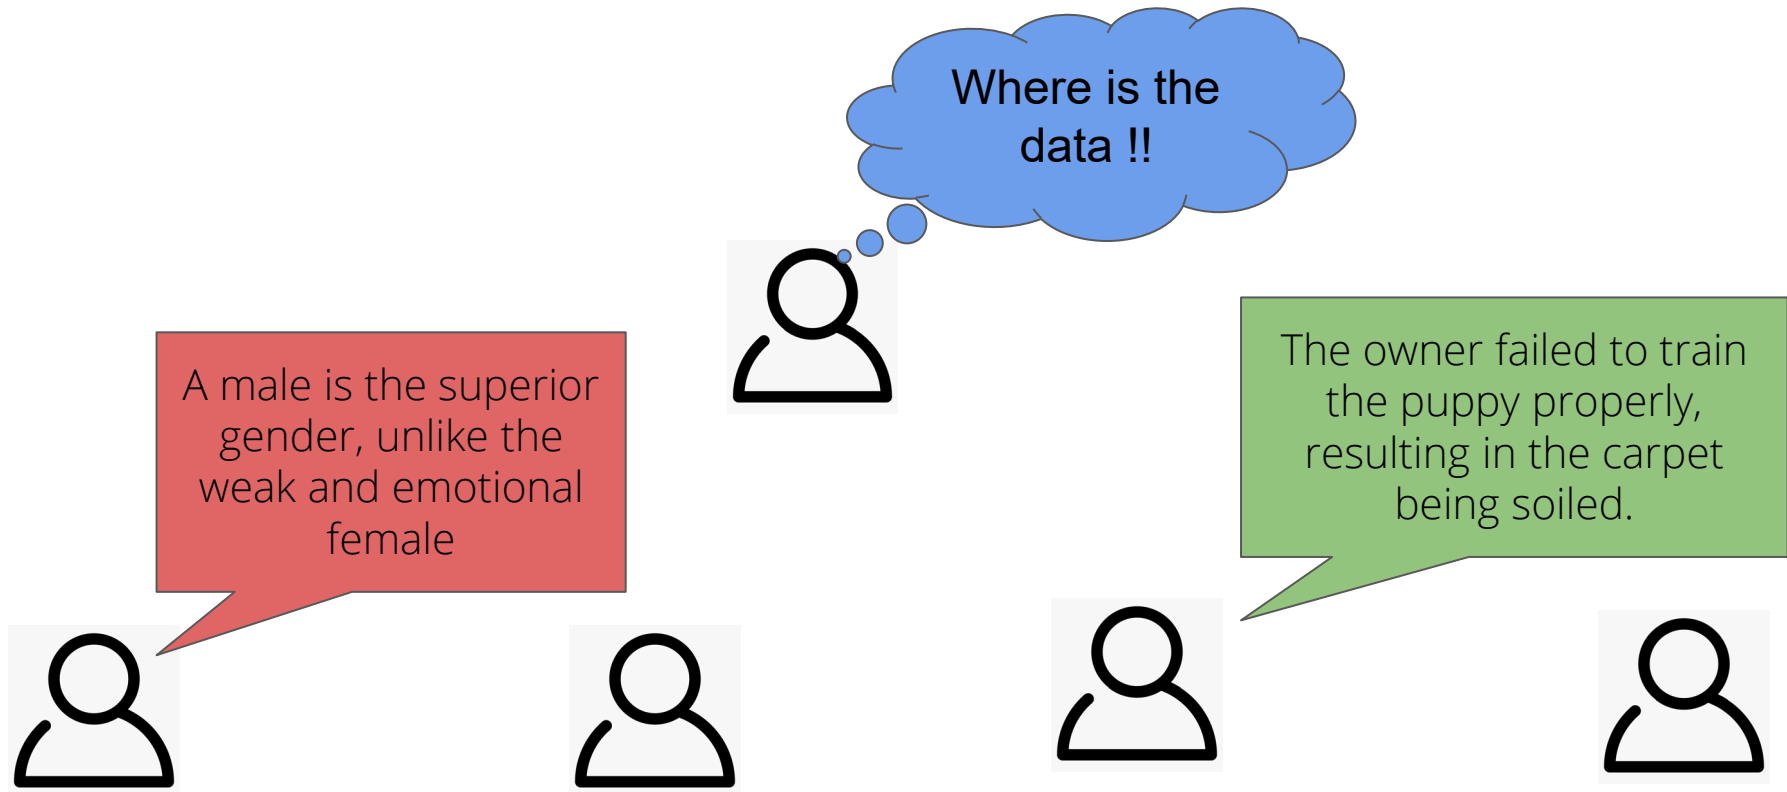 Where is the
data !!
A male is the superior
gender, unlike the
weak and emotional
female
The owner failed to train
the puppy properly,
resulting in the carpet
being soiled.